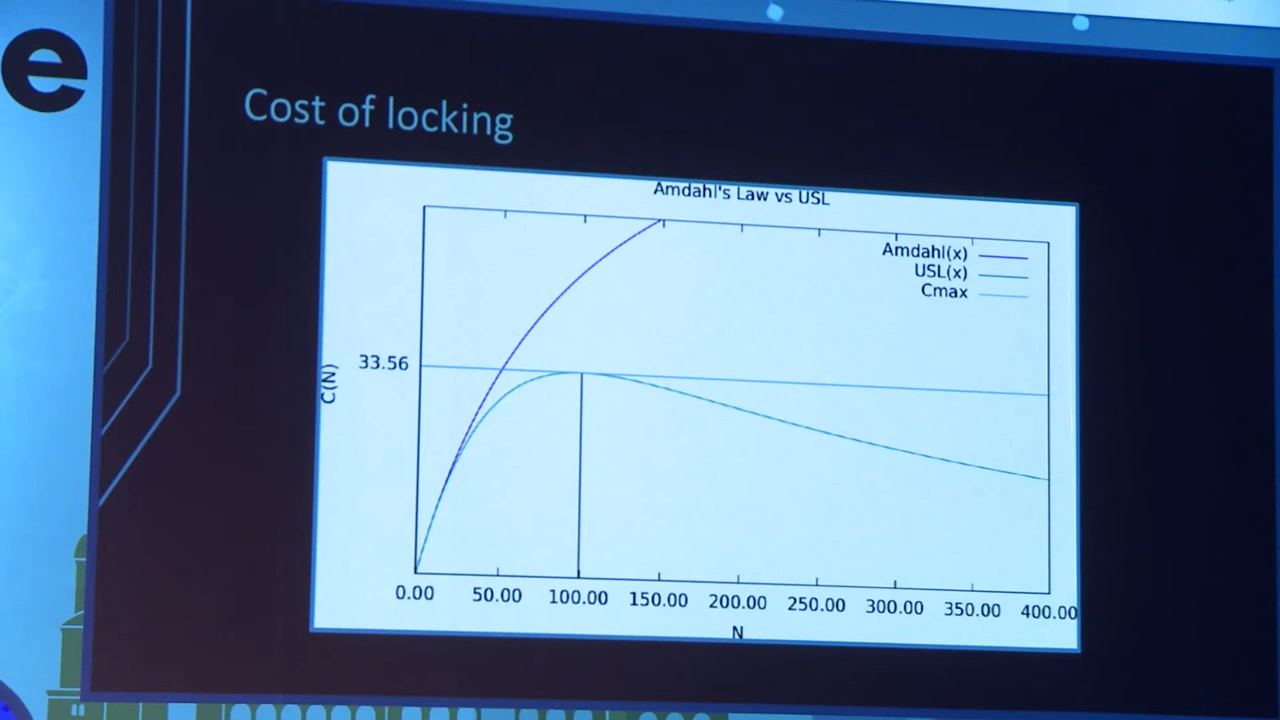 e
Cost of locking
Amdahl's Law vs USL
Amdahl(x)
USL(x)
Cmax
33.56
C(N)
0.00 50.00 100.00 150.00 200.00 250.00 300.00 350.00 400.00
N